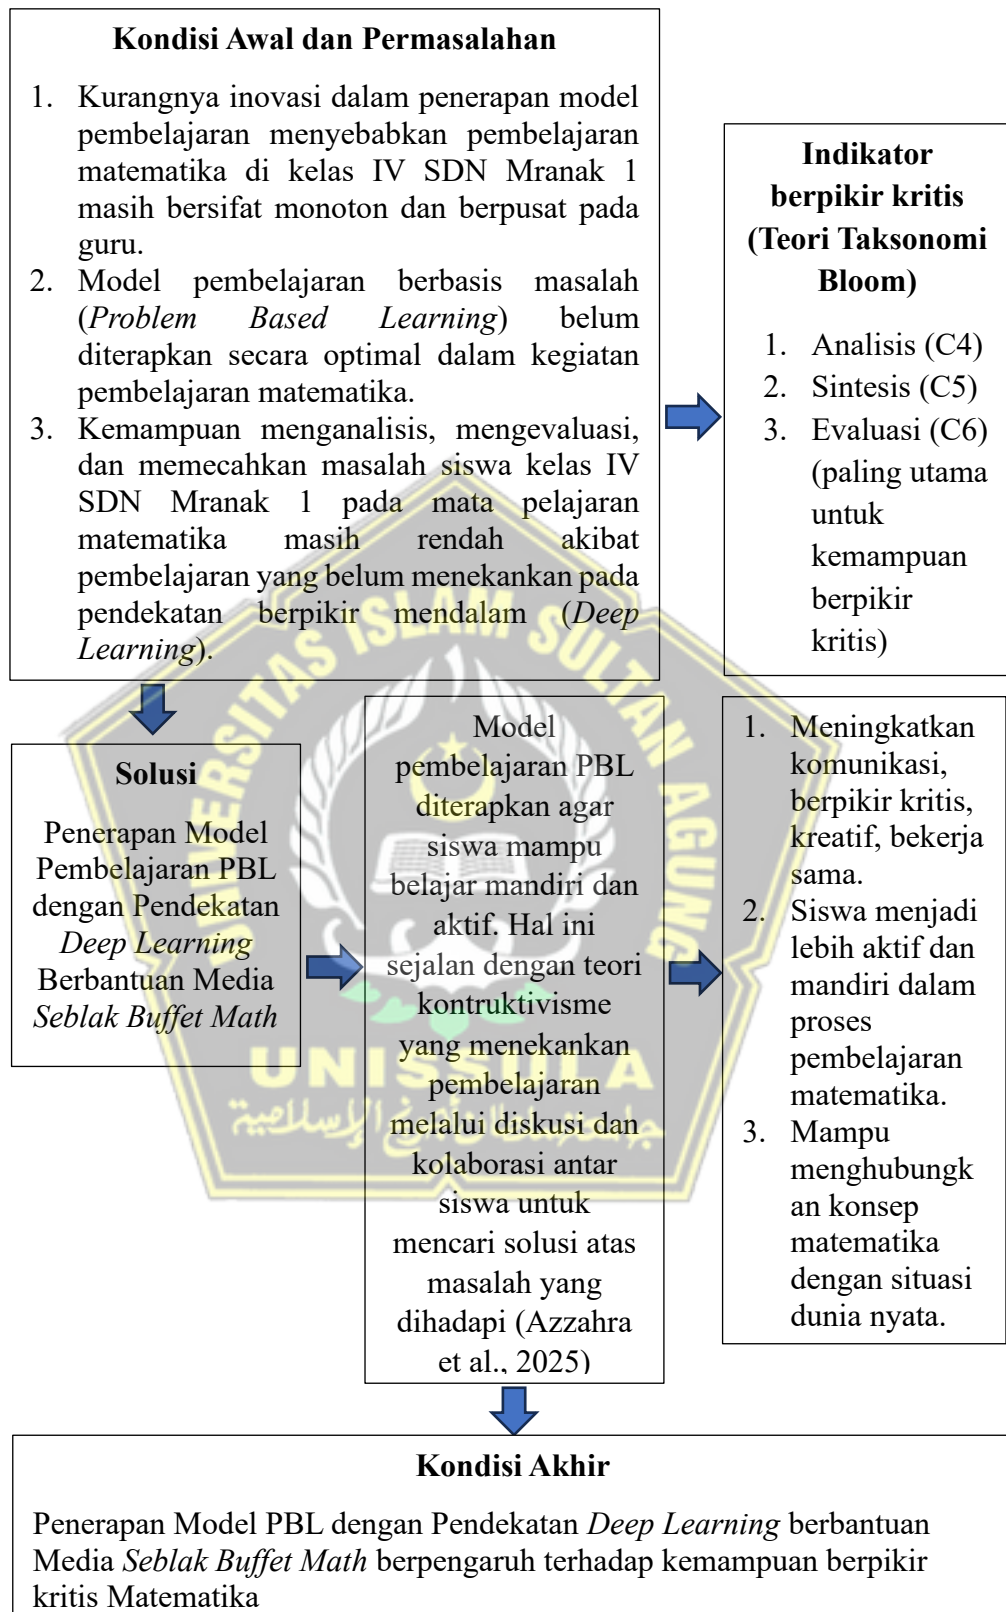 Kondisi Awal dan Permasalahan
1. Kurangnya inovasi dalam penerapan model
pembelajaran menyebabkan pembelajaran
matematika di kelas IV SDN Mranak 1
masih bersifat monoton dan berpusat pada
guru.
2. Model pembelajaran berbasis masalah
(Problem Based Learning) belum
diterapkan secara optimal dalam kegiatan
pembelajaran matematika.
3. Kemampuan menganalisis, mengevaluasi,
dan memecahkan masalah siswa kelas IV
SDN Mranak 1 pada mata pelajaran
matematika masih rendah akibat
pembelajaran yang belum menekankan pada
pendekatan berpikir mendalam (Deep
Learning).
Indikator
berpikir kritis
(Teori Taksonomi
Bloom)
1. Analisis (C4)
2. Sintesis (C5)
3. Evaluasi (C6)
(paling utama
untuk
kemampuan
berpikir
kritis)
Solusi
Penerapan Model
Pembelajaran PBL
dengan Pendekatan
Deep Learning
Berbantuan Media
Seblak Buffet Math
Model
pembelajaran PBL
diterapkan agar
siswa mampu
belajar mandiri dan
aktif. Hal ini
sejalan dengan teori
kontruktivisme
yang menekankan
pembelajaran
melalui diskusi dan
kolaborasi antar
siswa untuk
mencari solusi atas
masalah yang
dihadapi (Azzahra
et al., 2025)
1. Meningkatkan
komunikasi,
berpikir kritis,
kreatif, bekerja
sama.
2. Siswa menjadi
lebih aktif dan
mandiri dalam
proses
pembelajaran
matematika.
3. Mampu
menghubungk
an konsep
matematika
dengan situasi
dunia nyata.
Kondisi Akhir
Penerapan Model PBL dengan Pendekatan Deep Learning berbantuan
Media Seblak Buffet Math berpengaruh terhadap kemampuan berpikir
kritis Matematika
UNIVERSITAS ISLAM SULTAN AGUNG
UNISSULA
جامعة سلطان أجونج الإسلامية